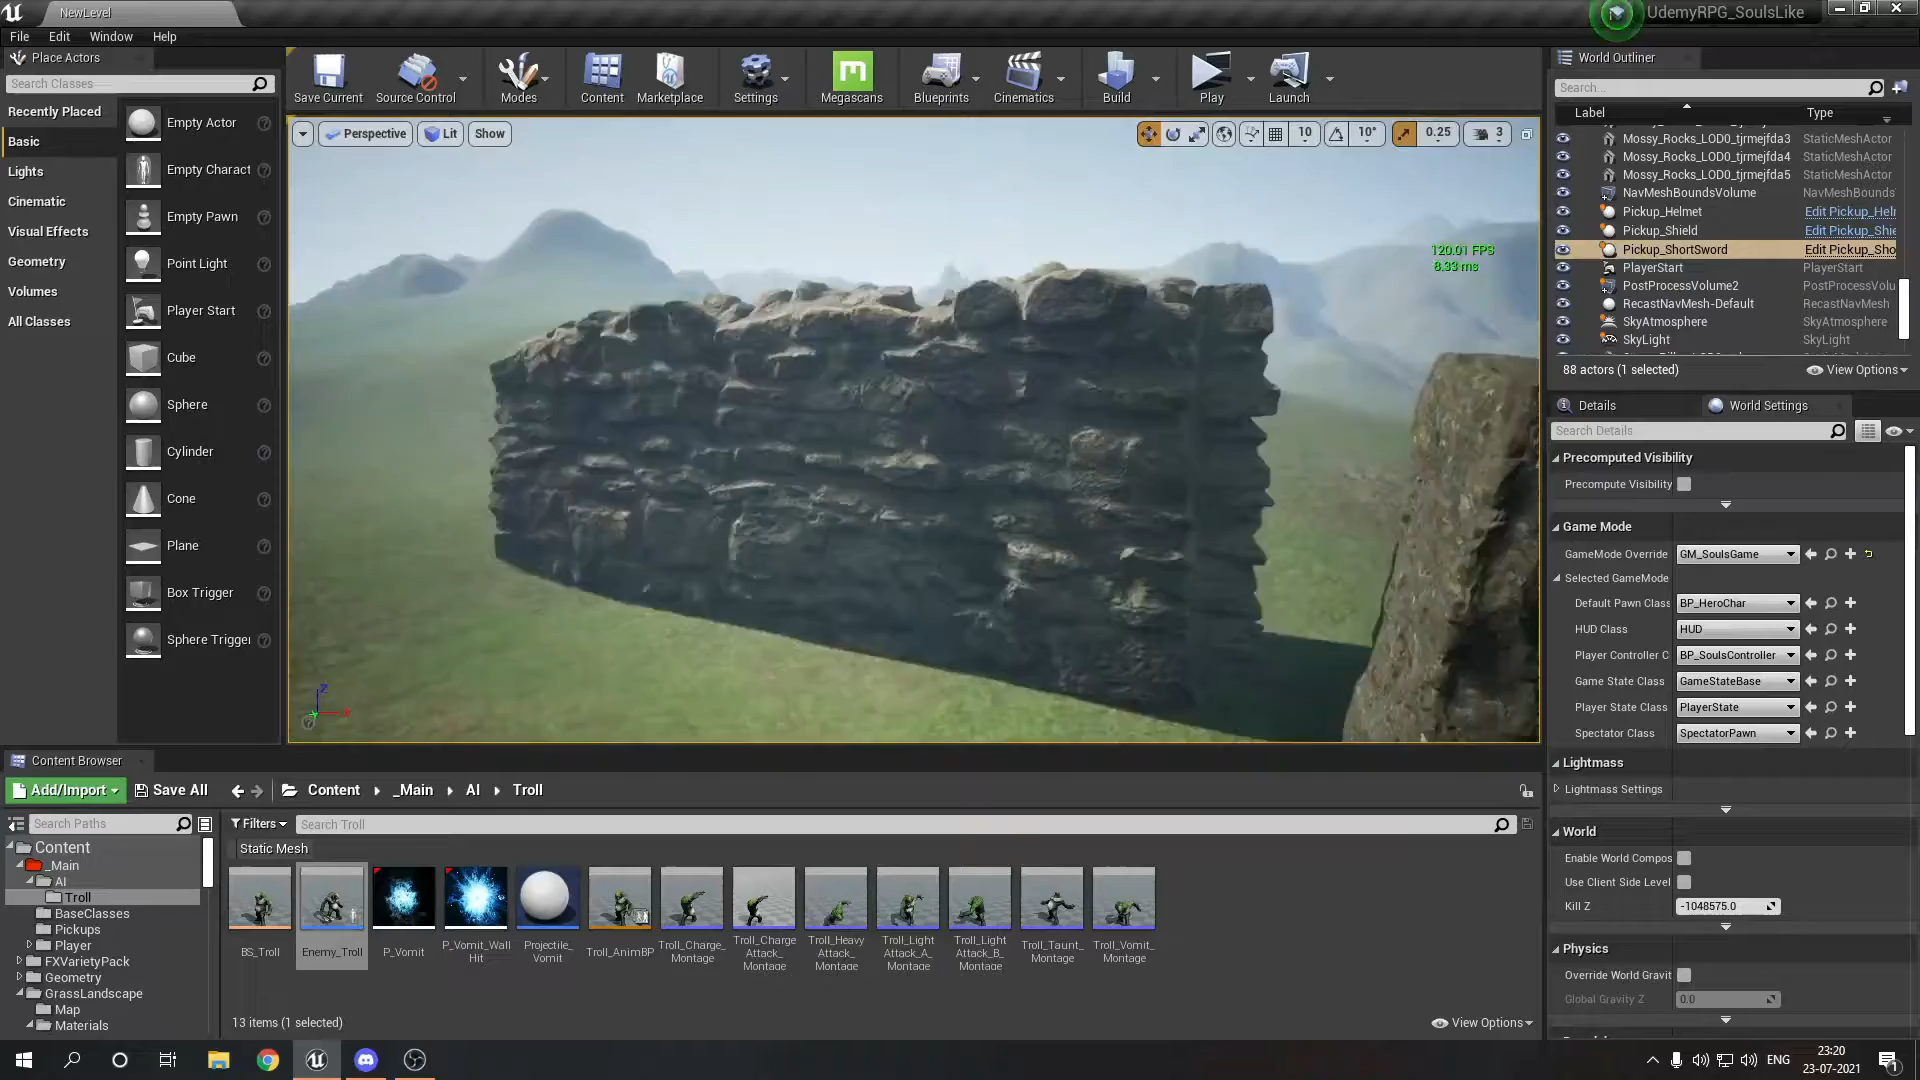 NewLevel
UdemyRPG_SoulsLike
File Edit Window Help
Place Actors
Search Classes
Recently Placed
Basic
Lights
Cinematic
Visual Effects
Geometry
Volumes
All Classes
Empty Actor
Empty Charact
Empty Pawn
Point Light
Player Start
Cube
Sphere
Cylinder
Cone
Plane
Box Trigger
Sphere Trigger
Save Current
Source Control
Modes
Content
Marketplace
Settings
Megascans
Blueprints
Cinematics
Build
Play
Launch
Perspective
Lit
Show
10
10°
0.25
3
120.01 FPS
8.33 ms
Z
X
World Outliner
Search...
Label Type
Mossy_Rocks_LOD0_tjrmejfda3 StaticMeshActor
Mossy_Rocks_LOD0_tjrmejfda4 StaticMeshActor
Mossy_Rocks_LOD0_tjrmejfda5 StaticMeshActor
NavMeshBoundsVolume NavMeshBounds
Pickup_Helmet Edit Pickup_Heln
Pickup_Shield Edit Pickup_Shie
Pickup_ShortSword Edit Pickup_Sho
PlayerStart PlayerStart
PostProcessVolume2 PostProcessVolu
RecastNavMesh-Default RecastNavMesh
SkyAtmosphere SkyAtmosphere
SkyLight SkyLight
88 actors (1 selected)
View Options
Details
World Settings
Search Details
Precomputed Visibility
Precompute Visibility
Game Mode
GameMode Override GM_SoulsGame
Selected GameMode
Default Pawn Class BP_HeroChar
HUD Class HUD
Player Controller C BP_SoulsController
Game State Class GameStateBase
Player State Class PlayerState
Spectator Class SpectatorPawn
Lightmass
Lightmass Settings
World
Enable World Compos
Use Client Side Level
Kill Z -1048575.0
Physics
Override World Gravit
Global Gravity Z 0.0
Content Browser
Add/Import
Save All
Content
_Main
AI
Troll
Search Paths
Filters
Search Troll
Static Mesh
Content
_Main
AI
Troll
BaseClasses
Pickups
Player
FXVarietyPack
Geometry
GrassLandscape
Map
Materials
BS_Troll
Enemy_Troll
P_Vomit
P_Vomit_Wall
Hit
Projectile_
Vomit
Troll_AnimBP
Troll_Charge_
Montage
Troll_Charge
Attack_
Montage
Troll_Heavy
Attack_
Montage
Troll_Light
Attack_A_
Montage
Troll_Light
Attack_B_
Montage
Troll_Taunt_
Montage
Troll_Vomit_
Montage
13 items (1 selected)
View Options
ENG
23:20
23-07-2021
1